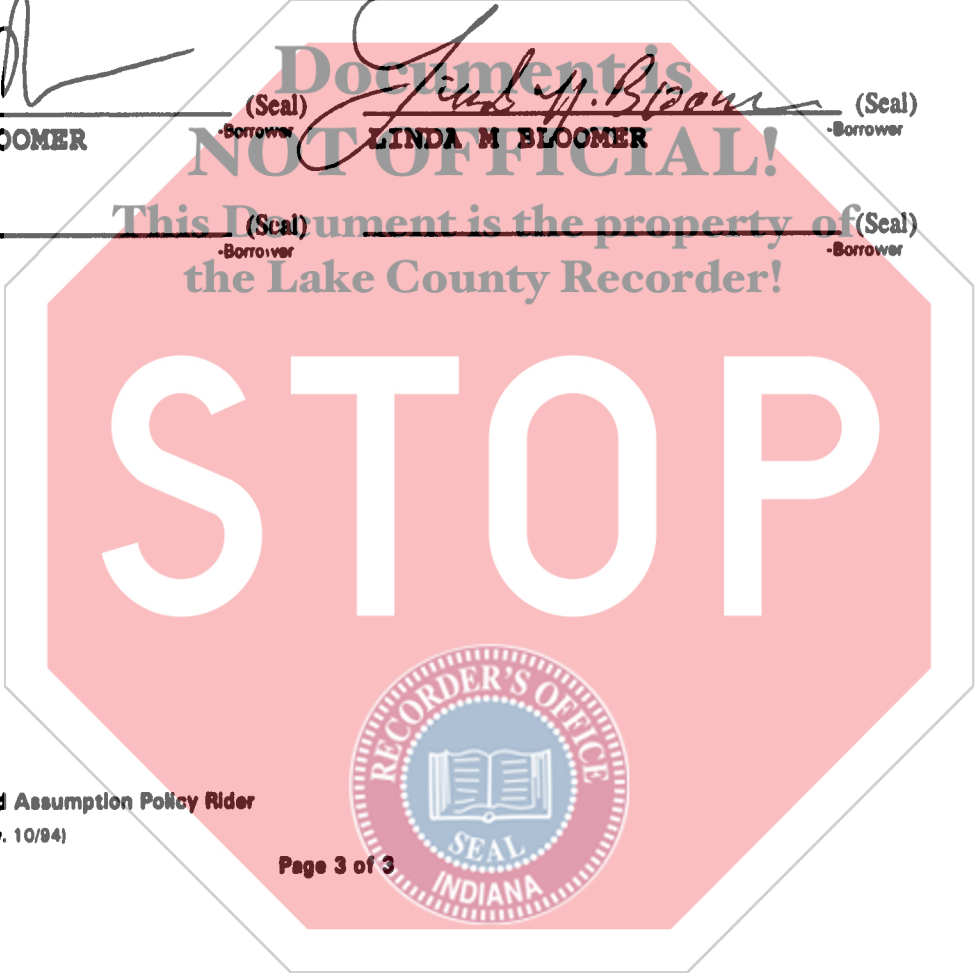 Document is
(Seal) Linda M. Bloomer (Seal)
-Borrower -Borrower
OOMER LINDA M BLOOMER
NOT OFFICIAL!
This Document is the property of
(Seal) (Seal)
-Borrower -Borrower
the Lake County Recorder!
STOP
RECORDER'S OFFICE
SEAL
INDIANA
Assumption Policy Rider
. 10/94)
Page 3 of 3